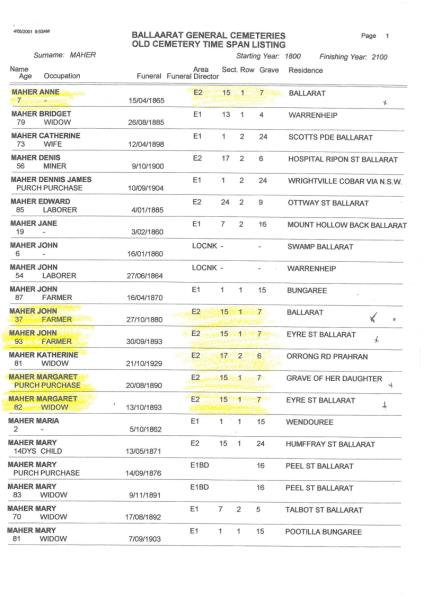 4/05/2001 9:53AM
BALLAARAT GENERAL CEMETERIES Page 1
OLD CEMETERY TIME SPAN LISTING
Surname: MAHER Starting Year: 1800 Finishing Year: 2100
Name Area Sect. Row Grave Residence
Age Occupation Funeral Funeral Director
MAHER ANNE E2 15 1 7 BALLARAT
7 - 15/04/1865
MAHER BRIDGET E1 13 1 4 WARRENHEIP
79 WIDOW 26/08/1885
MAHER CATHERINE E1 1 2 24 SCOTTS PDE BALLARAT
73 WIFE 12/04/1898
MAHER DENIS E2 17 2 6 HOSPITAL RIPON ST BALLARAT
56 MINER 9/10/1900
MAHER DENNIS JAMES E1 1 2 24 WRIGHTVILLE COBAR VIA N.S.W.
PURCH PURCHASE 10/09/1904
MAHER EDWARD E2 24 2 9 OTTWAY ST BALLARAT
85 LABORER 4/01/1885
MAHER JANE E1 7 2 16 MOUNT HOLLOW BACK BALLARAT
19 - 3/02/1860
MAHER JOHN LOCNK - - SWAMP BALLARAT
6 - 16/01/1860
MAHER JOHN LOCNK - - WARRENHEIP
54 LABORER 27/06/1864
MAHER JOHN E1 1 1 15 BUNGAREE
87 FARMER 16/04/1870
MAHER JOHN E2 15 1 7 BALLARAT
37 FARMER 27/10/1880
MAHER JOHN E2 15 1 7 EYRE ST BALLARAT
93 FARMER 30/09/1893
MAHER KATHERINE E2 17 2 6 ORRONG RD PRAHRAN
81 WIDOW 21/10/1929
MAHER MARGARET E2 15 1 7 GRAVE OF HER DAUGHTER
PURCH PURCHASE 20/08/1890
MAHER MARGARET E2 15 1 7 EYRE ST BALLARAT
82 WIDOW 13/10/1893
MAHER MARIA E1 1 1 15 WENDOUREE
2 - 5/10/1862
MAHER MARY E2 15 1 24 HUMFFRAY ST BALLARAT
14DYS CHILD 13/05/1871
MAHER MARY E1BD 16 PEEL ST BALLARAT
PURCH PURCHASE 14/09/1876
MAHER MARY E1BD 16 PEEL ST BALLARAT
83 WIDOW 9/11/1891
MAHER MARY E1 7 2 5 TALBOT ST BALLARAT
70 WIDOW 17/08/1892
MAHER MARY E1 1 1 15 POOTILLA BUNGAREE
81 WIDOW 7/09/1903